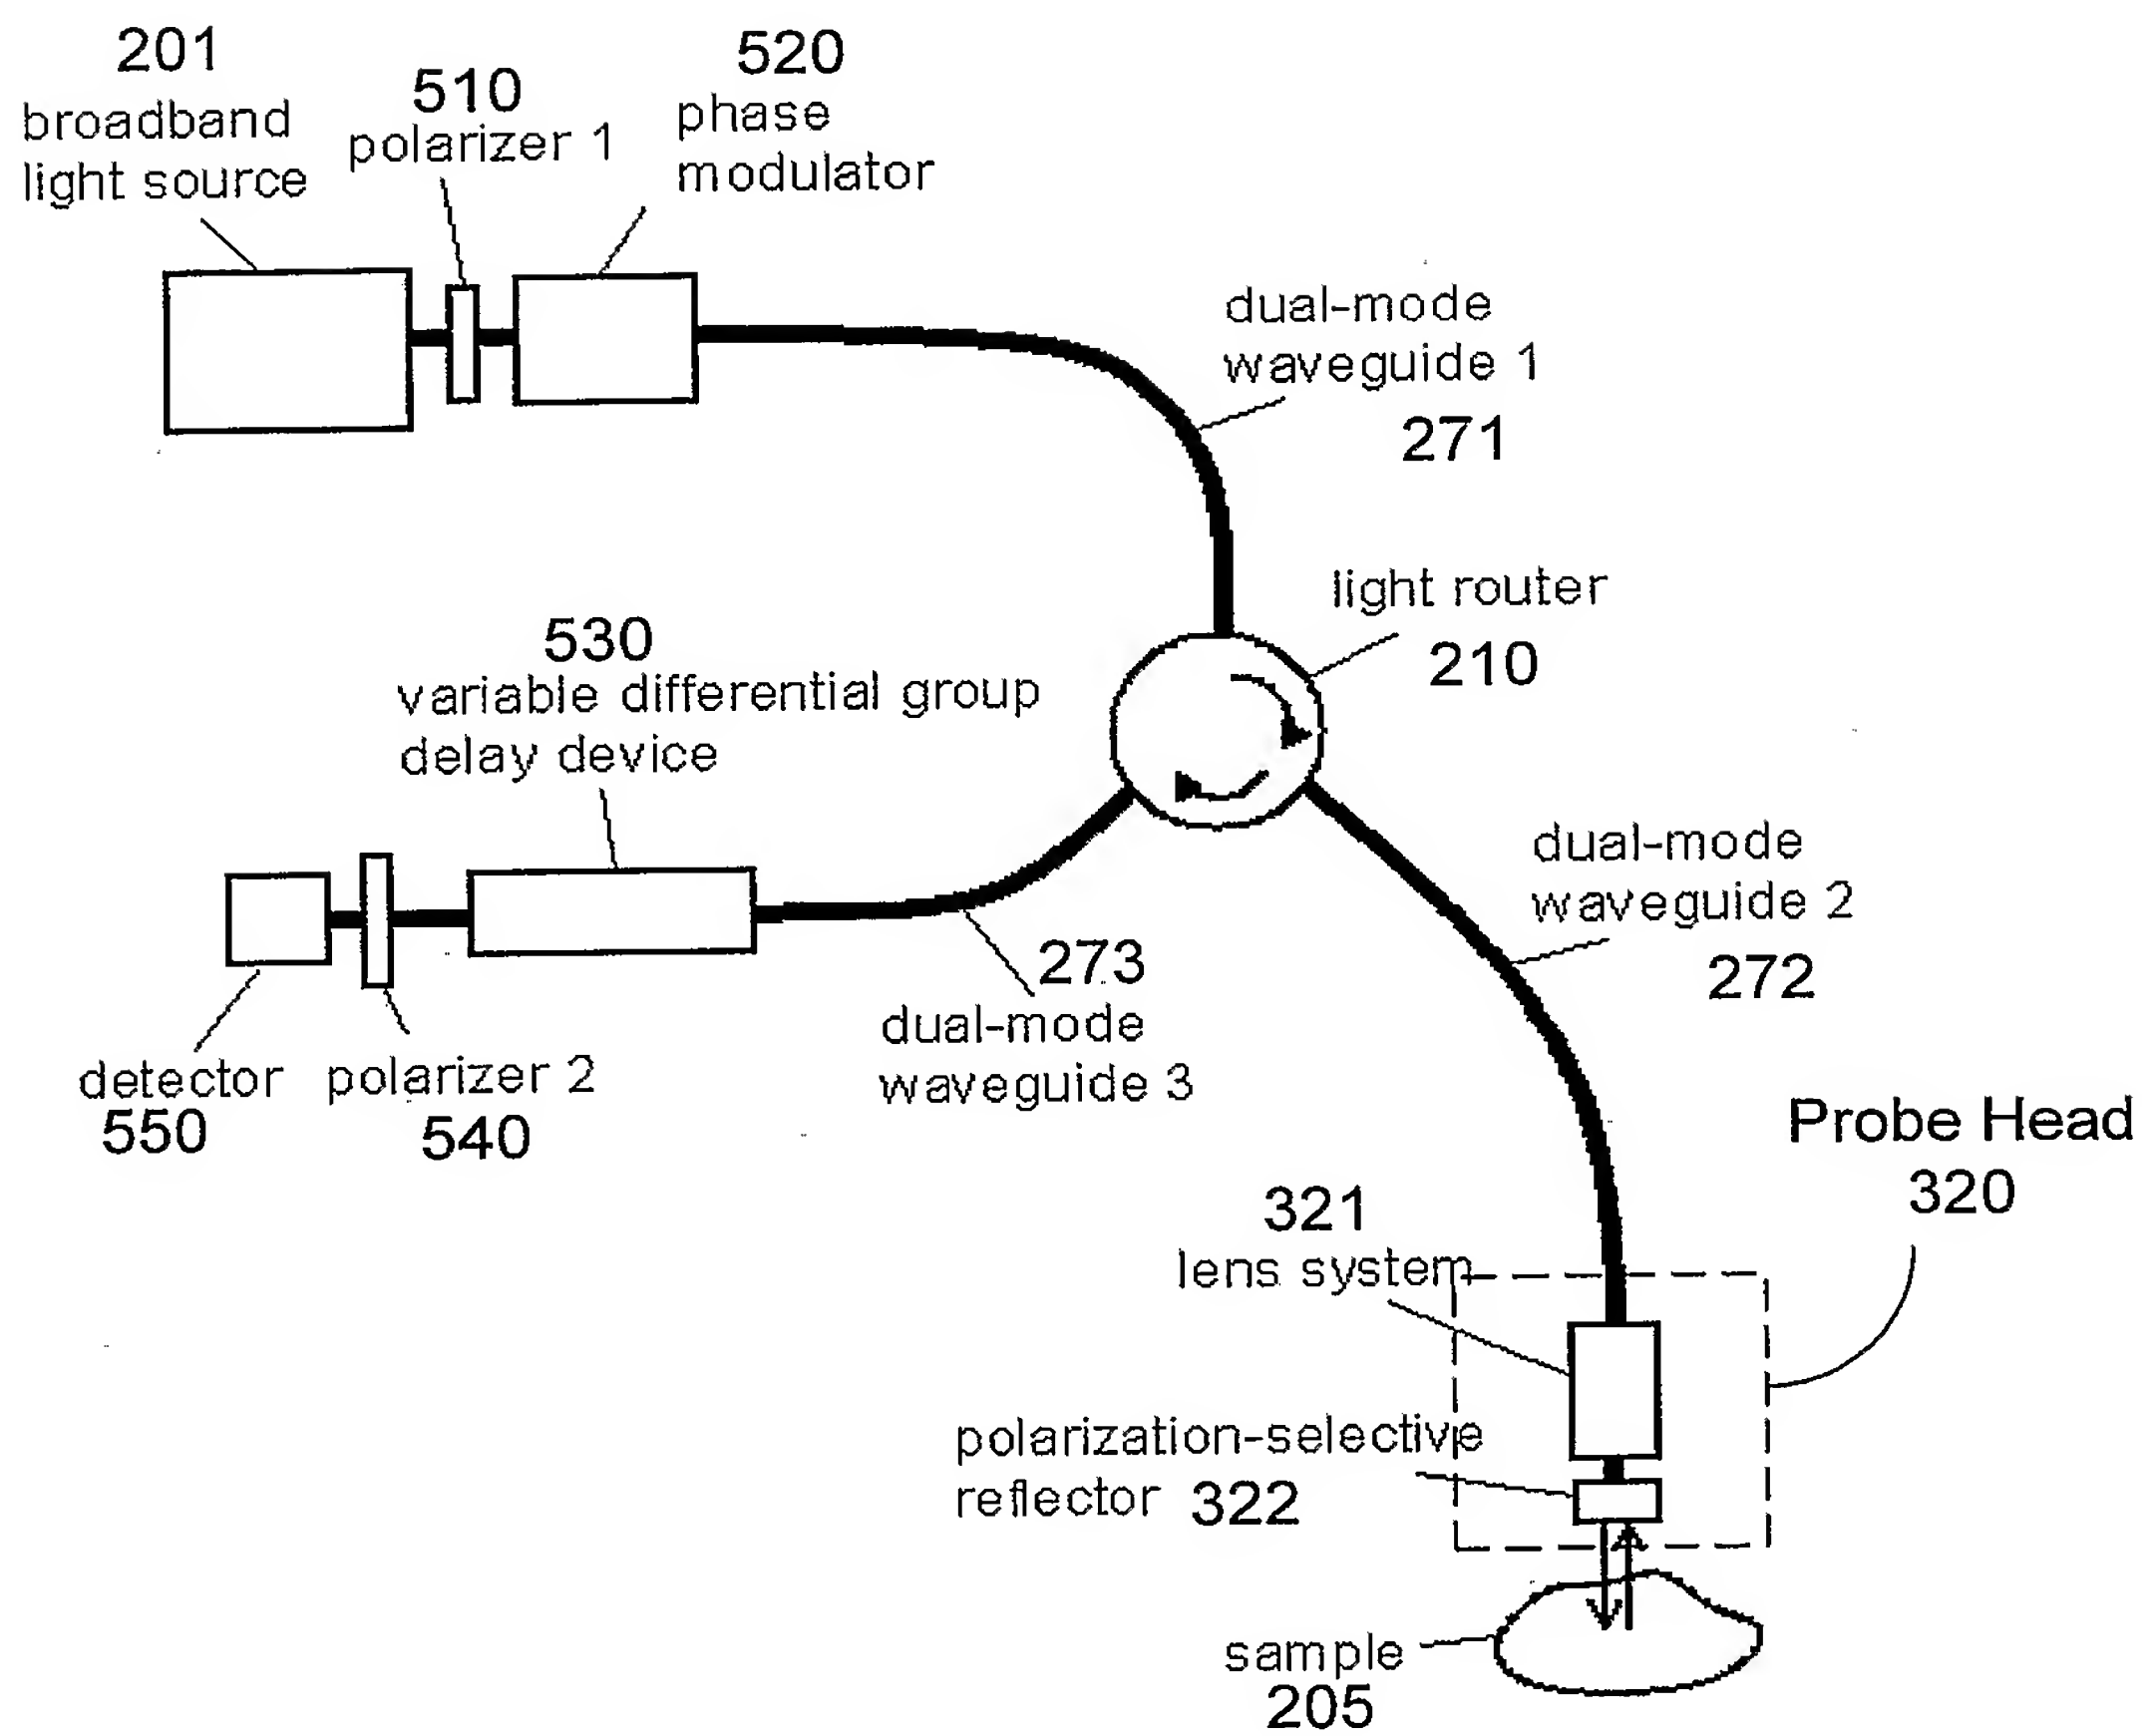 201
broadband
light source
510
polarizer 1
520
phase
modulator
dual-mode
waveguide 1
271
light router
210
530
variable differential group
delay device
dual-mode
waveguide 2
272
273
dual-mode
waveguide 3
detector
550
polarizer 2
540
Probe Head
320
321
lens system
polarization-selective
reflector 322
sample
205